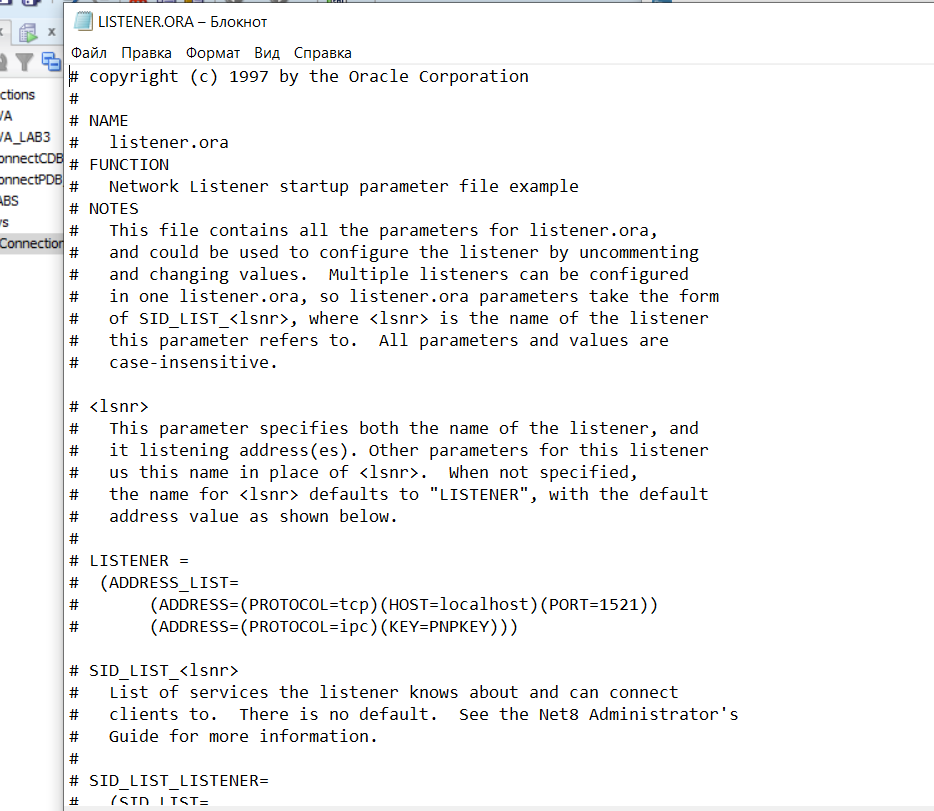 LISTENER.ORA – Блокнот
Файл Правка Формат Вид Справка
# copyright (c) 1997 by the Oracle Corporation
#
# NAME
#   listener.ora
# FUNCTION
#   Network Listener startup parameter file example
# NOTES
#   This file contains all the parameters for listener.ora,
#   and could be used to configure the listener by uncommenting
#   and changing values.  Multiple listeners can be configured
#   in one listener.ora, so listener.ora parameters take the form
#   of SID_LIST_<lsnr>, where <lsnr> is the name of the listener
#   this parameter refers to.  All parameters and values are
#   case-insensitive.
# <lsnr>
#   This parameter specifies both the name of the listener, and
#   it listening address(es). Other parameters for this listener
#   us this name in place of <lsnr>.  When not specified,
#   the name for <lsnr> defaults to "LISTENER", with the default
#   address value as shown below.
#
# LISTENER =
#  (ADDRESS_LIST=
#       (ADDRESS=(PROTOCOL=tcp)(HOST=localhost)(PORT=1521))
#       (ADDRESS=(PROTOCOL=ipc)(KEY=PNPKEY)))
# SID_LIST_<lsnr>
#   List of services the listener knows about and can connect
#   clients to.  There is no default.  See the Net8 Administrator's
#   Guide for more information.
#
# SID_LIST_LISTENER=
#   (SID_LIST=
ctions
/A
/A_LAB3
onnectCDB
onnectPDB
ABS
ys
Connection